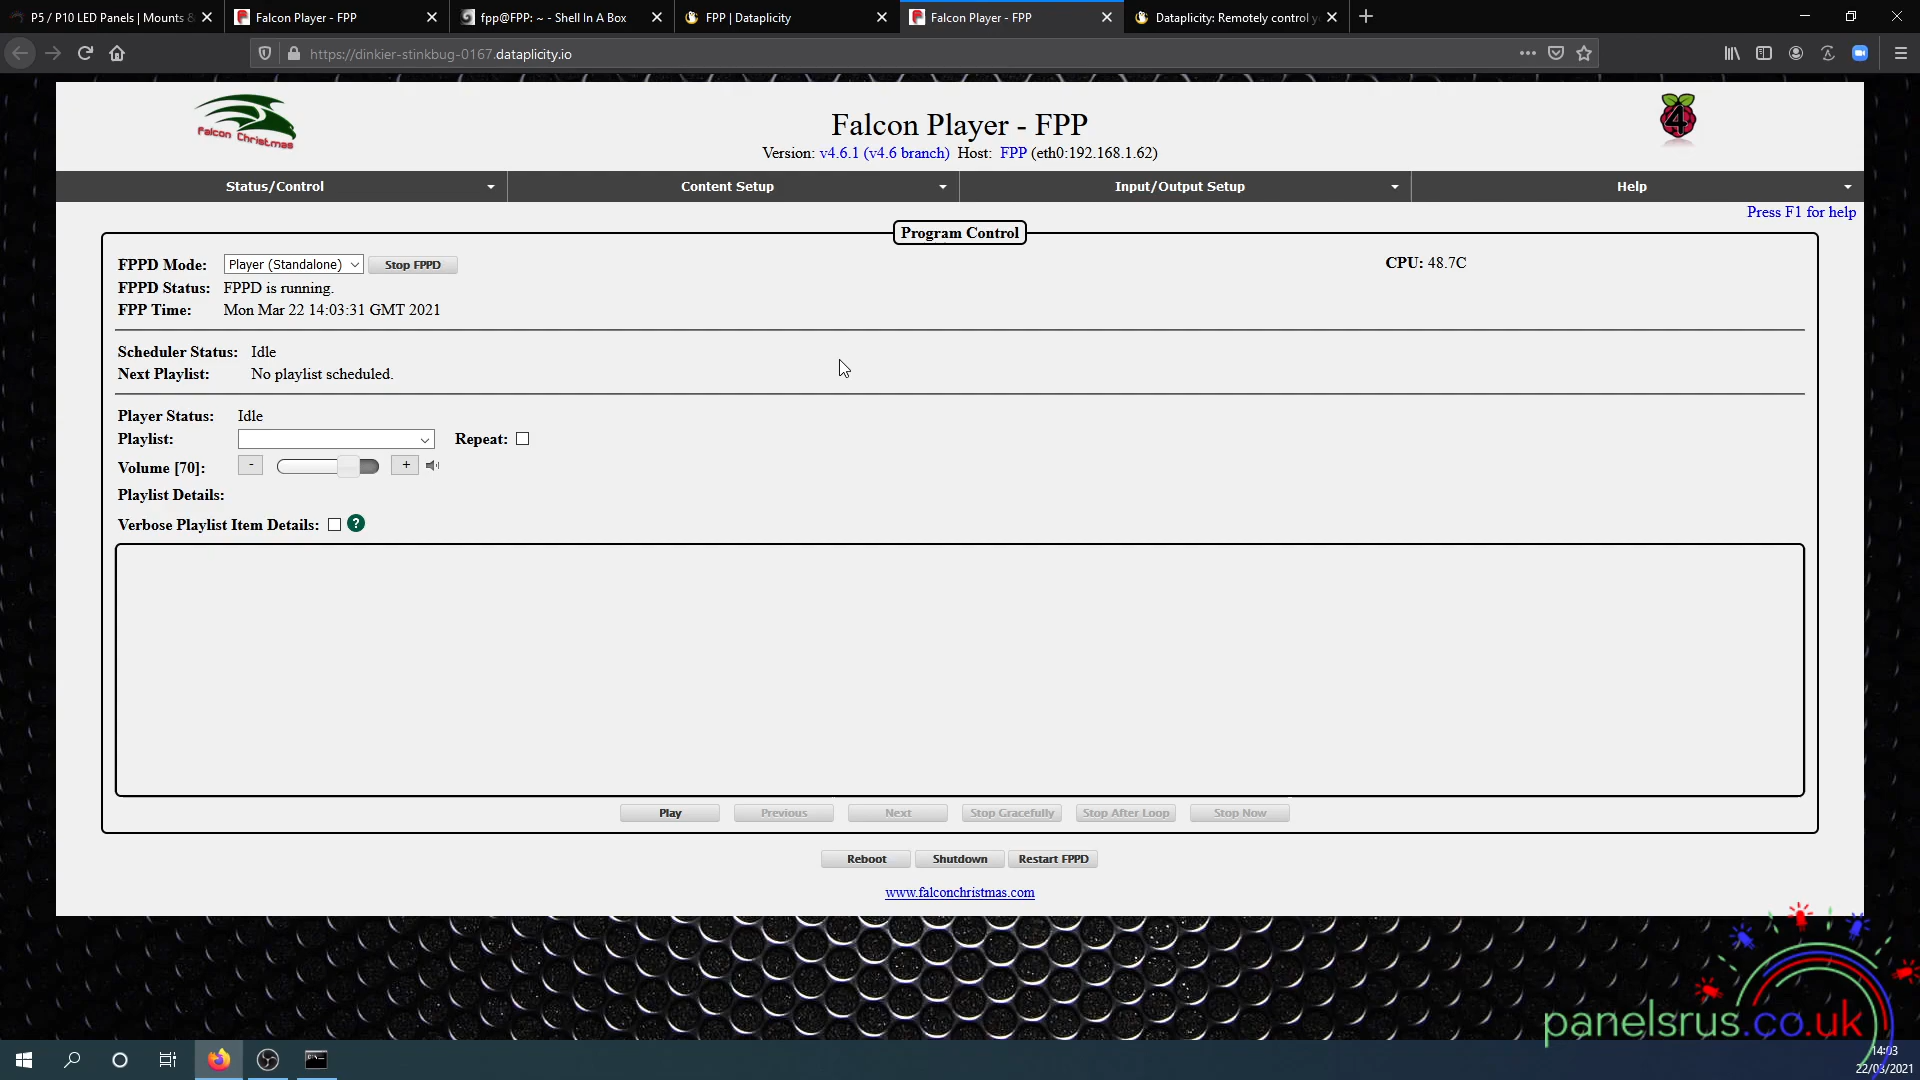 P5 / P10 LED Panels | Mounts &
Falcon Player - FPP
fpp@FPP: ~ - Shell In A Box
FPP | Dataplicity
Falcon Player - FPP
Dataplicity: Remotely control y
https://dinkier-stinkbug-0167.dataplicity.io
Falcon Christmas
Falcon Player - FPP
4
Version: v4.6.1 (v4.6 branch) Host: FPP (eth0:192.168.1.62)
Status/Control
Content Setup
Input/Output Setup
Help
Press F1 for help
Program Control
FPPD Mode: Player (Standalone) Stop FPPD
CPU: 48.7C
FPPD Status: FPPD is running.
FPP Time: Mon Mar 22 14:03:31 GMT 2021
Scheduler Status: Idle
Next Playlist: No playlist scheduled.
Player Status: Idle
Playlist:
Repeat:
Volume [70]: - +
Playlist Details:
Verbose Playlist Item Details: ?
Play
Previous
Next
Stop Gracefully
Stop After Loop
Stop Now
Reboot
Shutdown
Restart FPPD
www.falconchristmas.com
panelsrus.co.uk
14:03
22/03/2021